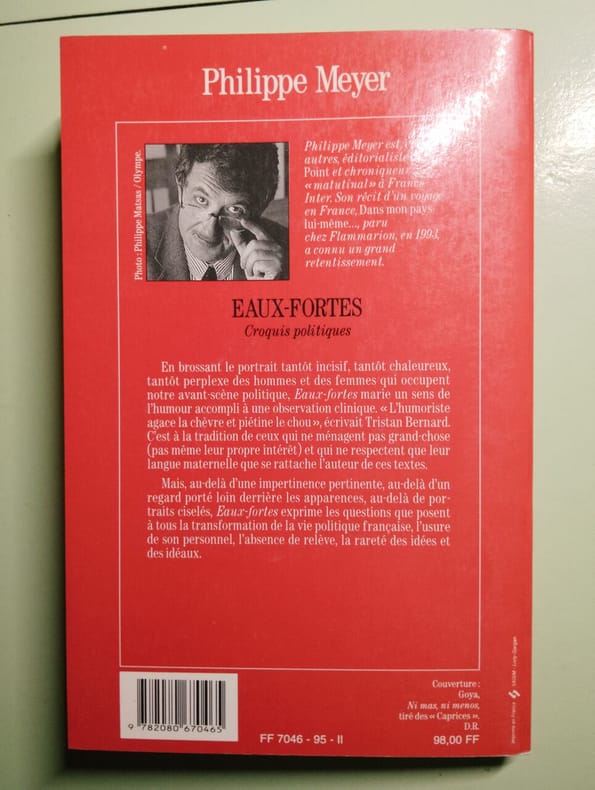 Philippe Meyer
Photo : Philippe Matsas / Olympe.
Philippe Meyer est,
autres, éditorialiste
Point et chroniqueur
« matutinal » à France
Inter. Son récit d'un voyage
en France, Dans mon pays
lui-même..., paru
chez Flammarion, en 1993,
a connu un grand
retentissement.
EAUX-FORTES
Croquis politiques
En brossant le portrait tantôt incisif, tantôt chaleureux,
tantôt perplexe des hommes et des femmes qui occupent
notre avant-scène politique, Eaux-fortes marie un sens de
l'humour accompli à une observation clinique. « L'humoriste
agace la chèvre et piétine le chou », écrivait Tristan Bernard.
C'est à la tradition de ceux qui ne ménagent pas grand-chose
(pas même leur propre intérêt) et qui ne respectent que leur
langue maternelle que se rattache l'auteur de ces textes.
Mais, au-delà d'une impertinence pertinente, au-delà d'un
regard porté loin derrière les apparences, au-delà de por-
traits ciselés, Eaux-fortes exprime les questions que posent
à tous la transformation de la vie politique française, l'usure
de son personnel, l'absence de relève, la rareté des idées et
des idéaux.
9 782080 670465
FF 7046 - 95 - II
Couverture :
Goya,
Ni mas, ni menos,
tiré des « Caprices »,
D.R.
98,00 FF